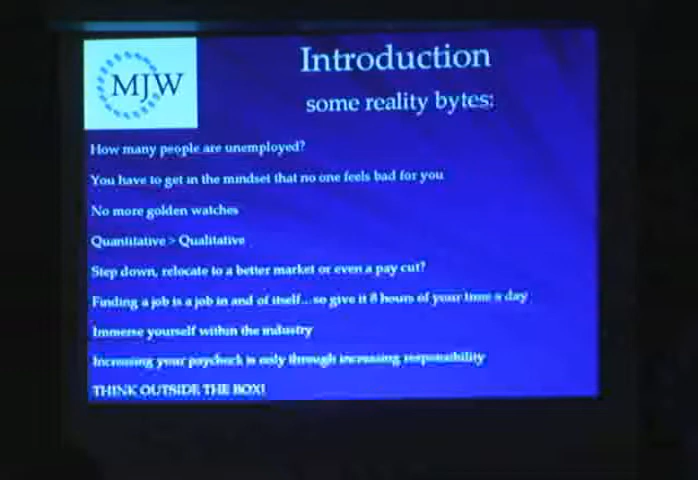 MJW
Introduction
some reality bytes:
How many people are unemployed?
You have to get in the mindset that no one feels bad for you
No more golden watches
Quantitative > Qualitative
Step down, relocate to a better market or even a pay cut?
Finding a job is a job in and of itself...so give it 8 hours of your time a day
Immerse yourself within the industry
Increasing your paycheck is only through increasing responsibility
THINK OUTSIDE THE BOX!